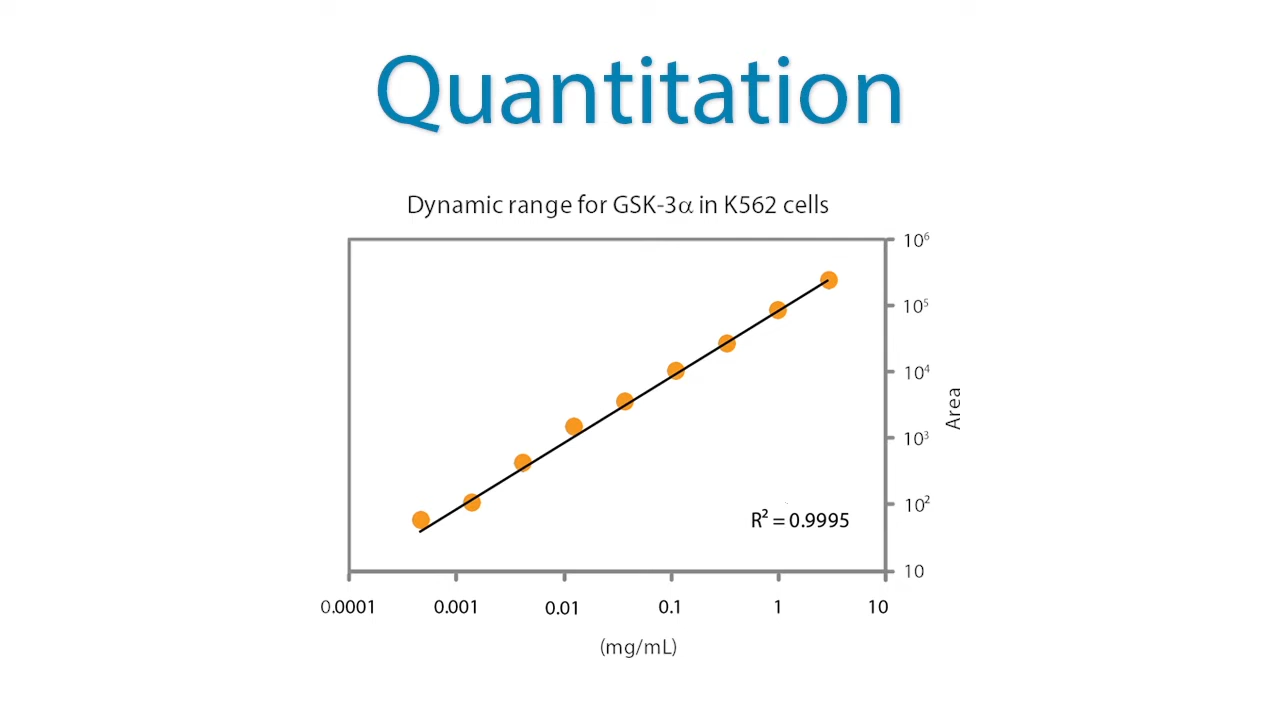 Quantitation
Dynamic range for GSK-3α in K562 cells
10⁶
10⁵
10⁴
10³
10²
10
Area
R² = 0.9995
0.0001 0.001 0.01 0.1 1 10
(mg/mL)